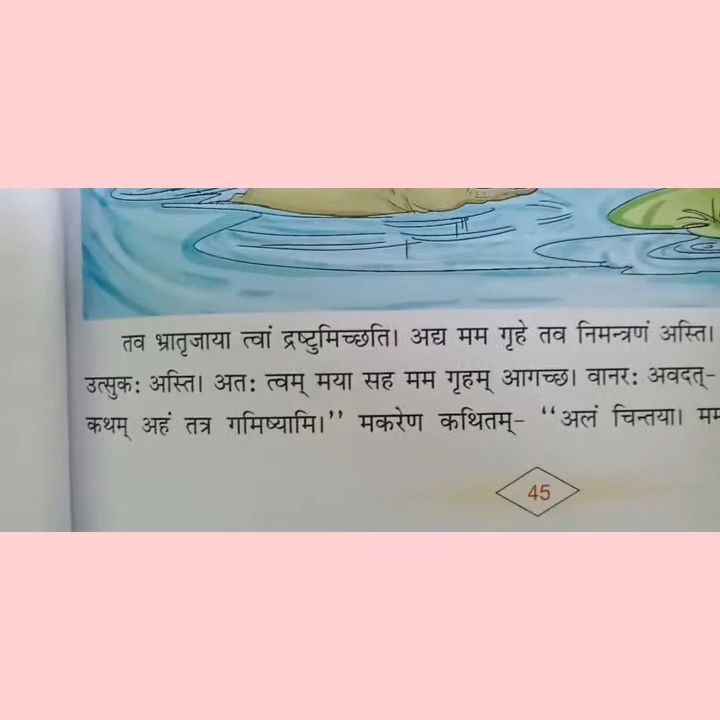 तव भ्रातृजाया त्वां द्रष्टुमिच्छति। अद्य मम गृहे तव निमन्त्रणं अस्ति।
उत्सुकः अस्ति। अतः त्वम् मया सह मम गृहम् आगच्छ। वानरः अवदत्-
कथम् अहं तत्र गमिष्यामि।’’ मकरेण कथितम्- ‘‘अलं चिन्तया। मम
45